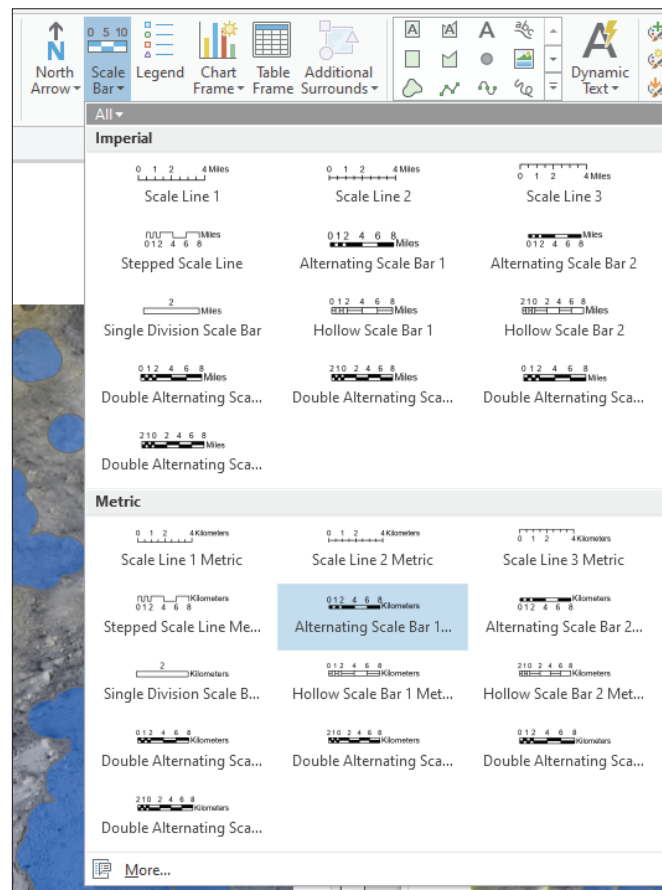 0 5 10
N
North Arrow
Scale Bar
Legend
Chart Frame
Table Frame
Additional Surrounds
A A A abc
A
Dynamic Text
All
Imperial
0 1 2 4 Miles
0 1 2 4 Miles
0 1 2 4 Miles
Scale Line 1
Scale Line 2
Scale Line 3
Miles
0 1 2 4 6 8
0 1 2 4 6 8 Miles
Miles
0 1 2 4 6 8
Stepped Scale Line
Alternating Scale Bar 1
Alternating Scale Bar 2
2 Miles
0 1 2 4 6 8 Miles
2 1 0 2 4 6 8 Miles
Single Division Scale Bar
Hollow Scale Bar 1
Hollow Scale Bar 2
0 1 2 4 6 8 Miles
2 1 0 2 4 6 8 Miles
0 1 2 4 6 8 Miles
Double Alternating Sca...
Double Alternating Sca...
Double Alternating Sca...
2 1 0 2 4 6 8 Miles
Double Alternating Sca...
Metric
0 1 2 4 Kilometers
0 1 2 4 Kilometers
0 1 2 4 Kilometers
Scale Line 1 Metric
Scale Line 2 Metric
Scale Line 3 Metric
Kilometers
0 1 2 4 6 8
0 1 2 4 6 8 Kilometers
Kilometers
0 1 2 4 6 8
Stepped Scale Line Me...
Alternating Scale Bar 1...
Alternating Scale Bar 2...
2 Kilometers
0 1 2 4 6 8 Kilometers
2 1 0 2 4 6 8 Kilometers
Single Division Scale B...
Hollow Scale Bar 1 Met...
Hollow Scale Bar 2 Met...
0 1 2 4 6 8 Kilometers
2 1 0 2 4 6 8 Kilometers
0 1 2 4 6 8 Kilometers
Double Alternating Sca...
Double Alternating Sca...
Double Alternating Sca...
2 1 0 2 4 6 8 Kilometers
Double Alternating Sca...
More...